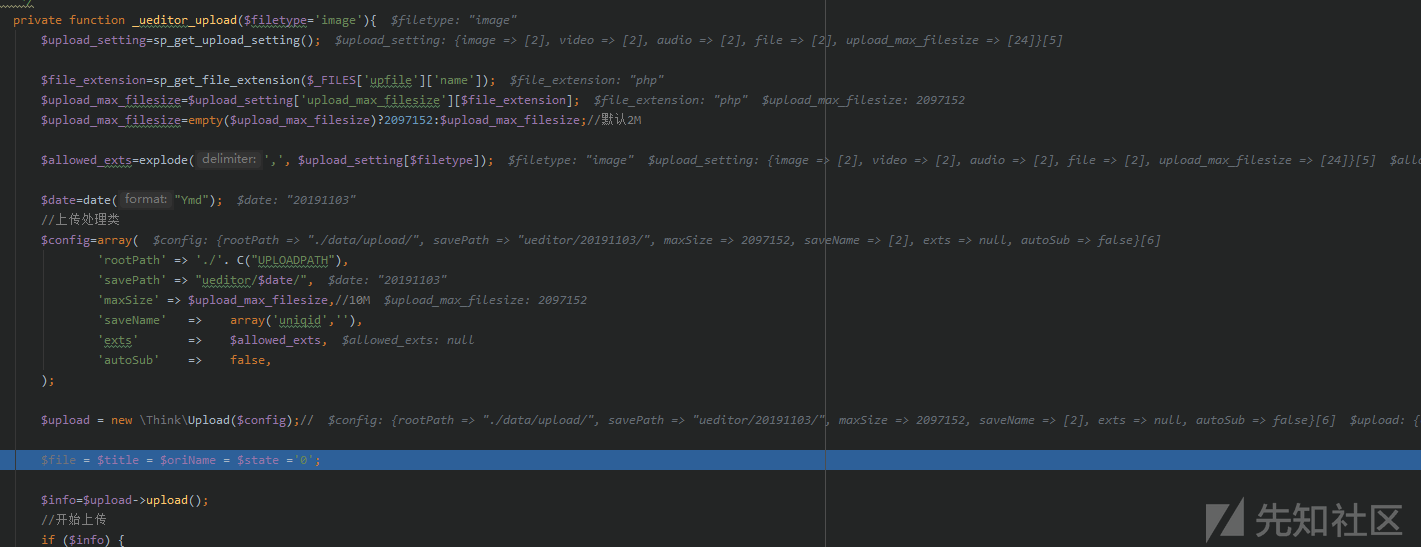 private function _ueditor_upload($filetype='image'){ $filetype: "image"
$upload_setting=sp_get_upload_setting(); $upload_setting: {image => [2], video => [2], audio => [2], file => [2], upload_max_filesize => [24]}[5]
$file_extension=sp_get_file_extension($_FILES['upfile']['name']); $file_extension: "php"
$upload_max_filesize=$upload_setting['upload_max_filesize'][$file_extension]; $file_extension: "php" $upload_max_filesize: 2097152
$upload_max_filesize=empty($upload_max_filesize)?2097152:$upload_max_filesize;//默认2M
$allowed_exts=explode( delimiter: ',', $upload_setting[$filetype]); $filetype: "image" $upload_setting: {image => [2], video => [2], audio => [2], file => [2], upload_max_filesize => [24]}[5] $allo
$date=date( format: "Ymd"); $date: "20191103"
//上传处理类
$config=array( $config: {rootPath => "./data/upload/", savePath => "ueditor/20191103/", maxSize => 2097152, saveName => [2], exts => null, autoSub => false}[6]
'rootPath' => './'. C("UPLOADPATH"),
'savePath' => "ueditor/$date/", $date: "20191103"
'maxSize' => $upload_max_filesize,//10M $upload_max_filesize: 2097152
'saveName' => array('uniqid',''),
'exts' => $allowed_exts, $allowed_exts: null
'autoSub' => false,
);
$upload = new \Think\Upload($config);// $config: {rootPath => "./data/upload/", savePath => "ueditor/20191103/", maxSize => 2097152, saveName => [2], exts => null, autoSub => false}[6] $upload: {
$file = $title = $oriName = $state ='0';
$info=$upload->upload();
//开始上传
if ($info) {
先知社区